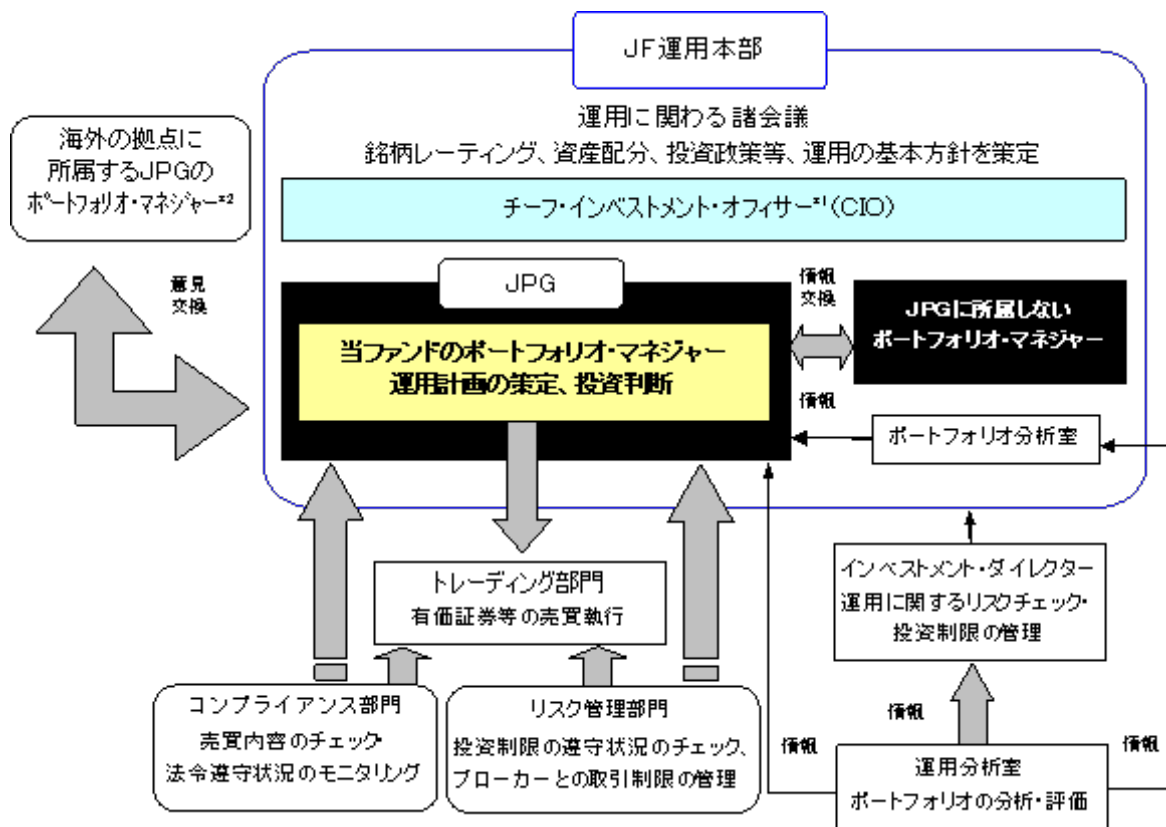 JF運用本部
運用に関わる諸会議
銘柄レーティング、資産配分、投資政策等、運用の基本方針を策定
チーフ・インベストメント・オフィサー*1(CIO)
海外の拠点に
所属するJPGの
ポートフォリオ・マネジャー*2
意見
交換
JPG
当ファンドのポートフォリオ・マネジャー
運用計画の策定、投資判断
情報
交換
JPGに所属しない
ポートフォリオ・マネジャー
情報
ポートフォリオ分析室
トレーディング部門
有価証券等の売買執行
インベストメント・ダイレクター
運用に関するリスクチェック・
投資制限の管理
コンプライアンス部門
売買内容のチェック・
法令遵守状況のモニタリング
リスク管理部門
投資制限の遵守状況のチェック、
ブローカーとの取引制限の管理
情報
情報
情報
運用分析室
ポートフォリオの分析・評価